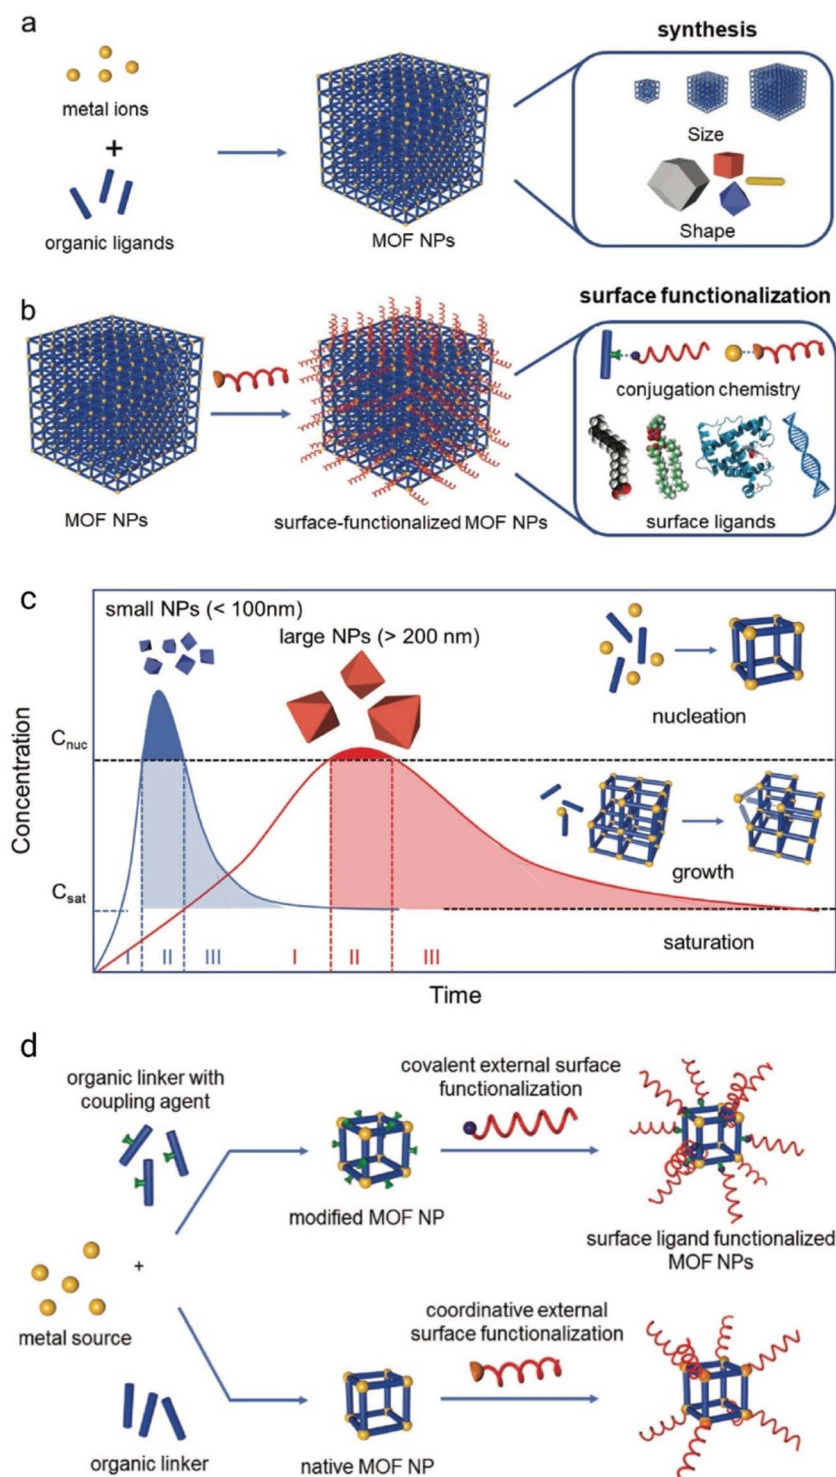 a
synthesis
metal ions
+
organic ligands
MOF NPs
Size
Shape
b
surface functionalization
conjugation chemistry
MOF NPs
surface-functionalized MOF NPs
surface ligands
c
small NPs (< 100nm)
large NPs (> 200 nm)
nucleation
Concentration
Cnuc
growth
Csat
saturation
I II III I II III
Time
d
organic linker with
coupling agent
covalent external surface
functionalization
modified MOF NP
surface ligand functionalized
MOF NPs
+
metal source
coordinative external
surface functionalization
organic linker
native MOF NP